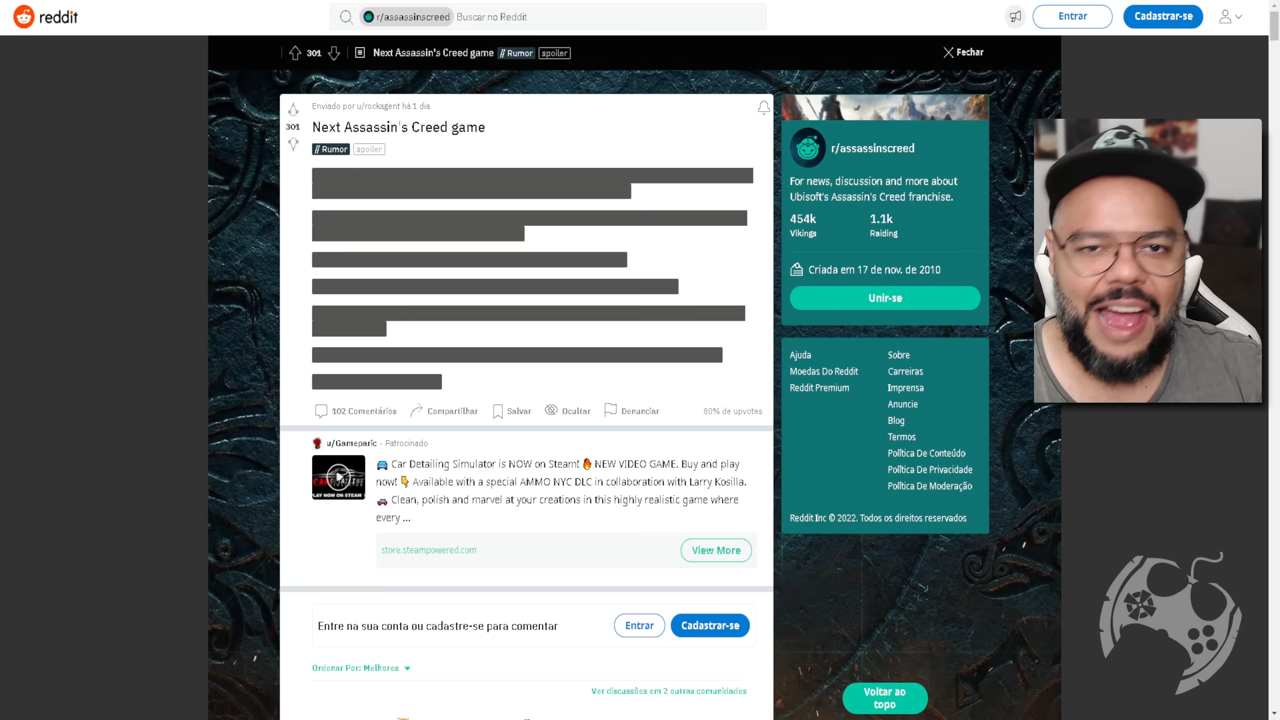 reddit
r/assassinscreed Buscar no Reddit
Entrar
Cadastrar-se
301 Next Assassin's Creed game // Rumor spoiler
Fechar
Enviado por u/rockagent há 1 dia
301
Next Assassin's Creed game
// Rumor spoiler
102 Comentários Compartilhar Salvar Ocultar Denunciar 80% de upvotes
u/Gameparic - Patrocinado
LAY NOW ON STEAM
Car Detailing Simulator is NOW on Steam! NEW VIDEO GAME. Buy and play
now! Available with a special AMMO NYC DLC in collaboration with Larry Kosilla.
Clean, polish and marvel at your creations in this highly realistic game where
every ...
store.steampowered.com
View More
Entre na sua conta ou cadastre-se para comentar
Entrar
Cadastrar-se
Ordenar Por: Melhores
Ver discussões em 2 outras comunidades
r/assassinscreed
For news, discussion and more about
Ubisoft's Assassin's Creed franchise.
454k 1.1k
Vikings Raiding
Criada em 17 de nov. de 2010
Unir-se
Ajuda Sobre
Moedas Do Reddit Carreiras
Reddit Premium Imprensa
Anuncie
Blog
Termos
Política De Conteúdo
Política De Privacidade
Política De Moderação
Reddit Inc © 2022. Todos os direitos reservados
Voltar ao
topo